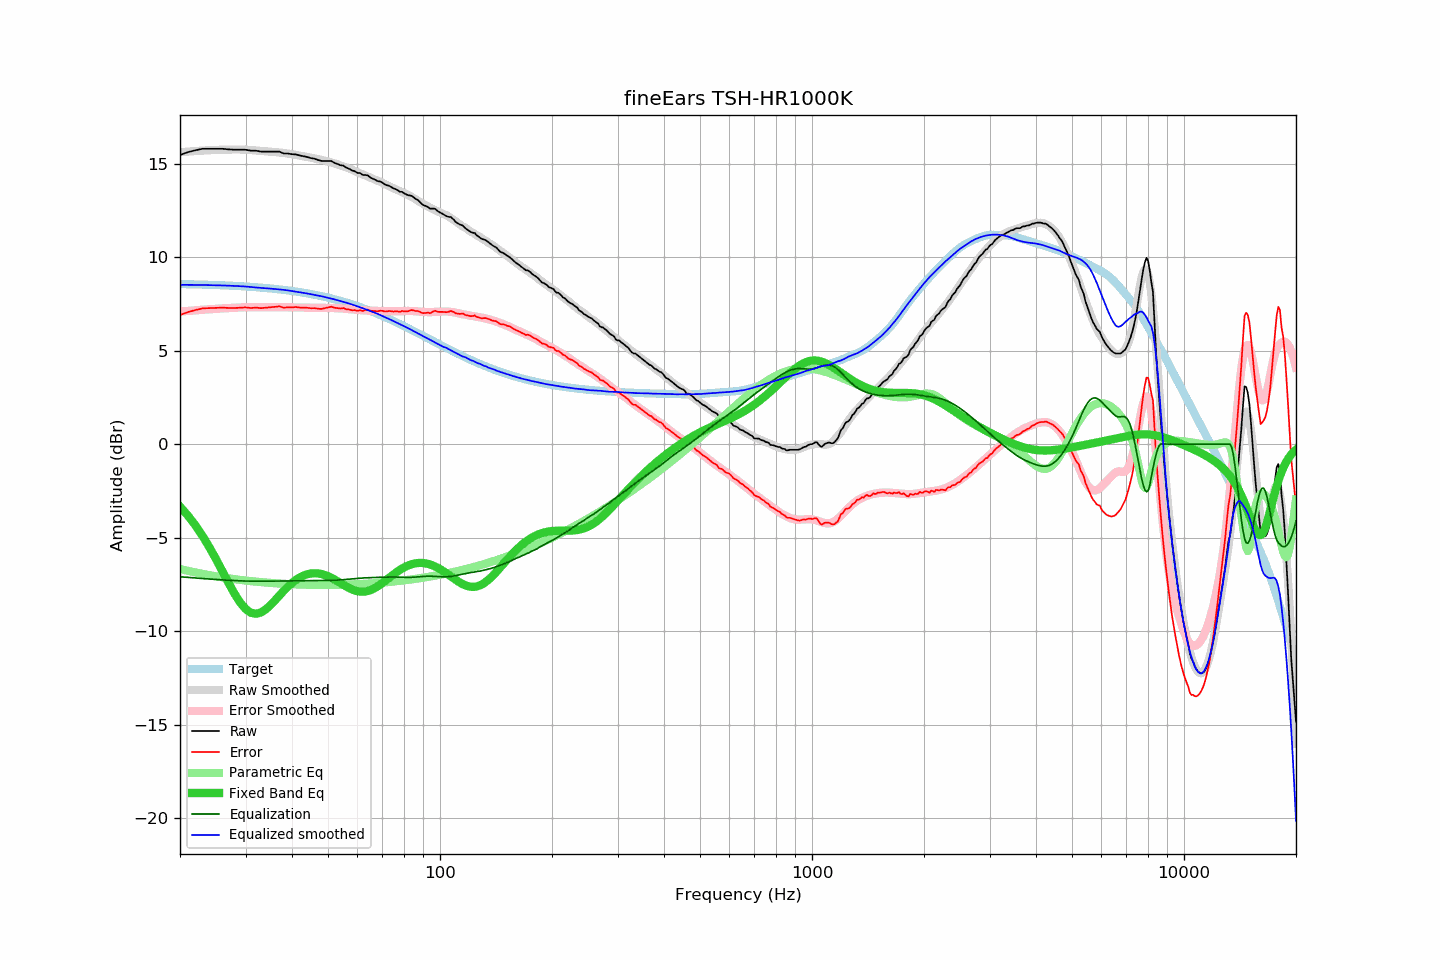 fineEars TSH-HR1000K
Amplitude (dBr)
15
10
5
0
−5
−10
−15
−20
Target
Raw Smoothed
Error Smoothed
Raw
Error
Parametric Eq
Fixed Band Eq
Equalization
Equalized smoothed
100
1000
10000
Frequency (Hz)